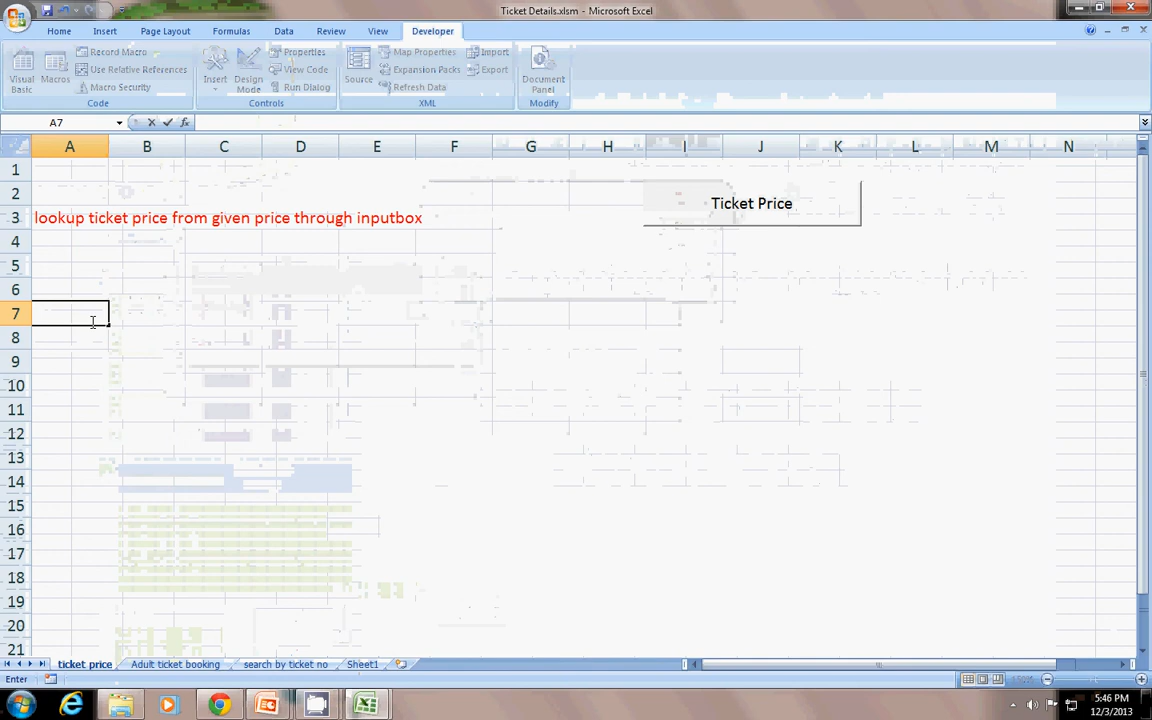 Ticket Details.xlsm - Microsoft Excel
Home Insert Page Layout Formulas Data Review View Developer
Visual Basic
Macros
Record Macro
Use Relative References
Macro Security
Code
Insert
Design Mode
Properties
View Code
Run Dialog
Controls
Source
Map Properties
Expansion Packs
Refresh Data
Import
Export
XML
Document Panel
Modify
A7
fx
A B C D E F G H I J K L M N
1
2
Ticket Price
3 lookup ticket price from given price through inputbox
4
5
6
7
8
9
10
11
12
13
14
15
16
17
18
19
20
21
ticket price Adult ticket booking search by ticket no Sheet1
Enter
5:46 PM
12/3/2013